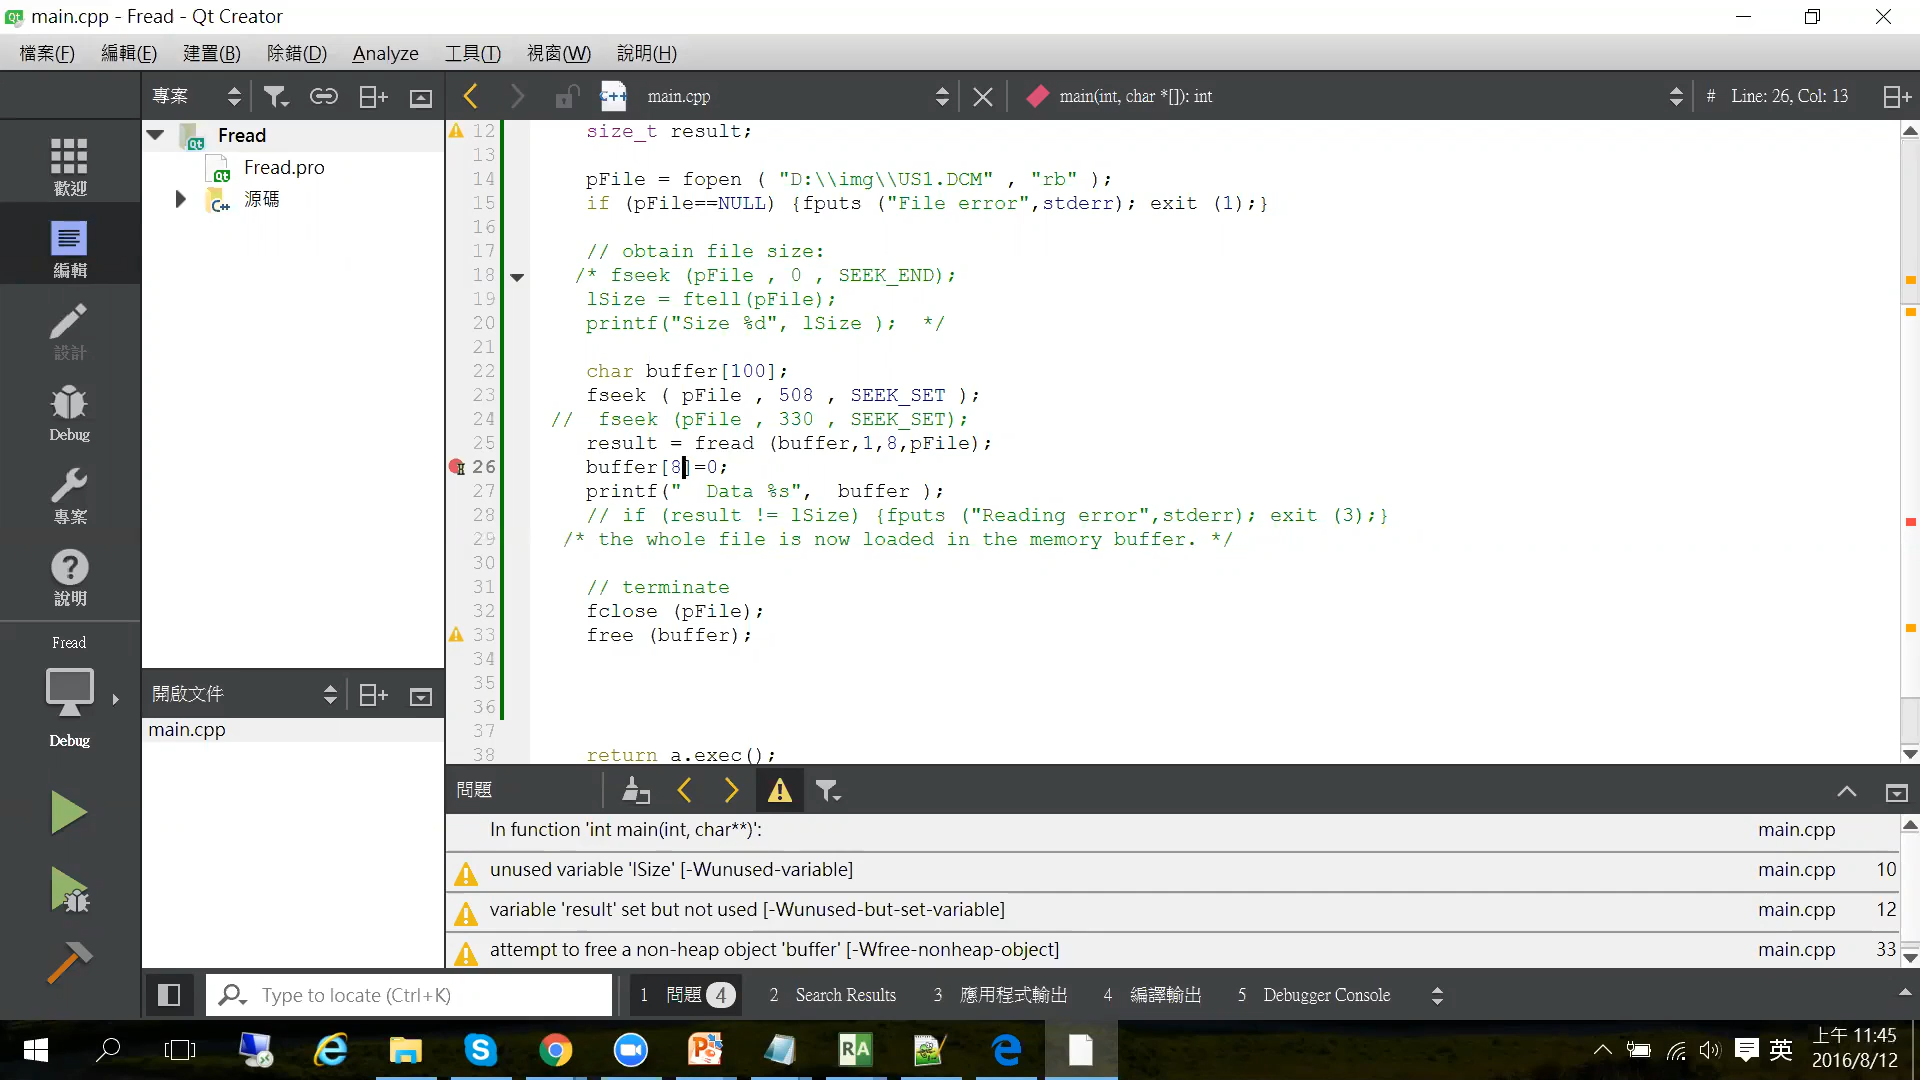 main.cpp - Fread - Qt Creator
檔案(F) 編輯(E) 建置(B) 除錯(D) Analyze 工具(T) 視窗(W) 說明(H)
專案
main.cpp
main(int, char *[]): int
# Line: 26, Col: 13
歡迎
編輯
設計
Debug
專案
說明
Fread
Debug
Fread
Fread.pro
源碼
開啟文件
main.cpp
12 size_t result;
13
14 pFile = fopen ( "D:\\img\\US1.DCM" , "rb" );
15 if (pFile==NULL) {fputs ("File error",stderr); exit (1);}
16
17 // obtain file size:
18 /* fseek (pFile , 0 , SEEK_END);
19 lSize = ftell(pFile);
20 printf("Size %d", lSize ); */
21
22 char buffer[100];
23 fseek ( pFile , 508 , SEEK_SET );
24 // fseek (pFile , 330 , SEEK_SET);
25 result = fread (buffer,1,8,pFile);
26 buffer[8]=0;
27 printf(" Data %s", buffer );
28 // if (result != lSize) {fputs ("Reading error",stderr); exit (3);}
29 /* the whole file is now loaded in the memory buffer. */
30
31 // terminate
32 fclose (pFile);
33 free (buffer);
34
35
36
37
38 return a.exec();
問題
In function 'int main(int, char**)': main.cpp
unused variable 'lSize' [-Wunused-variable] main.cpp 10
variable 'result' set but not used [-Wunused-but-set-variable] main.cpp 12
attempt to free a non-heap object 'buffer' [-Wfree-nonheap-object] main.cpp 33
Type to locate (Ctrl+K)
1 問題 4 2 Search Results 3 應用程式輸出 4 編譯輸出 5 Debugger Console
英
上午 11:45
2016/8/12